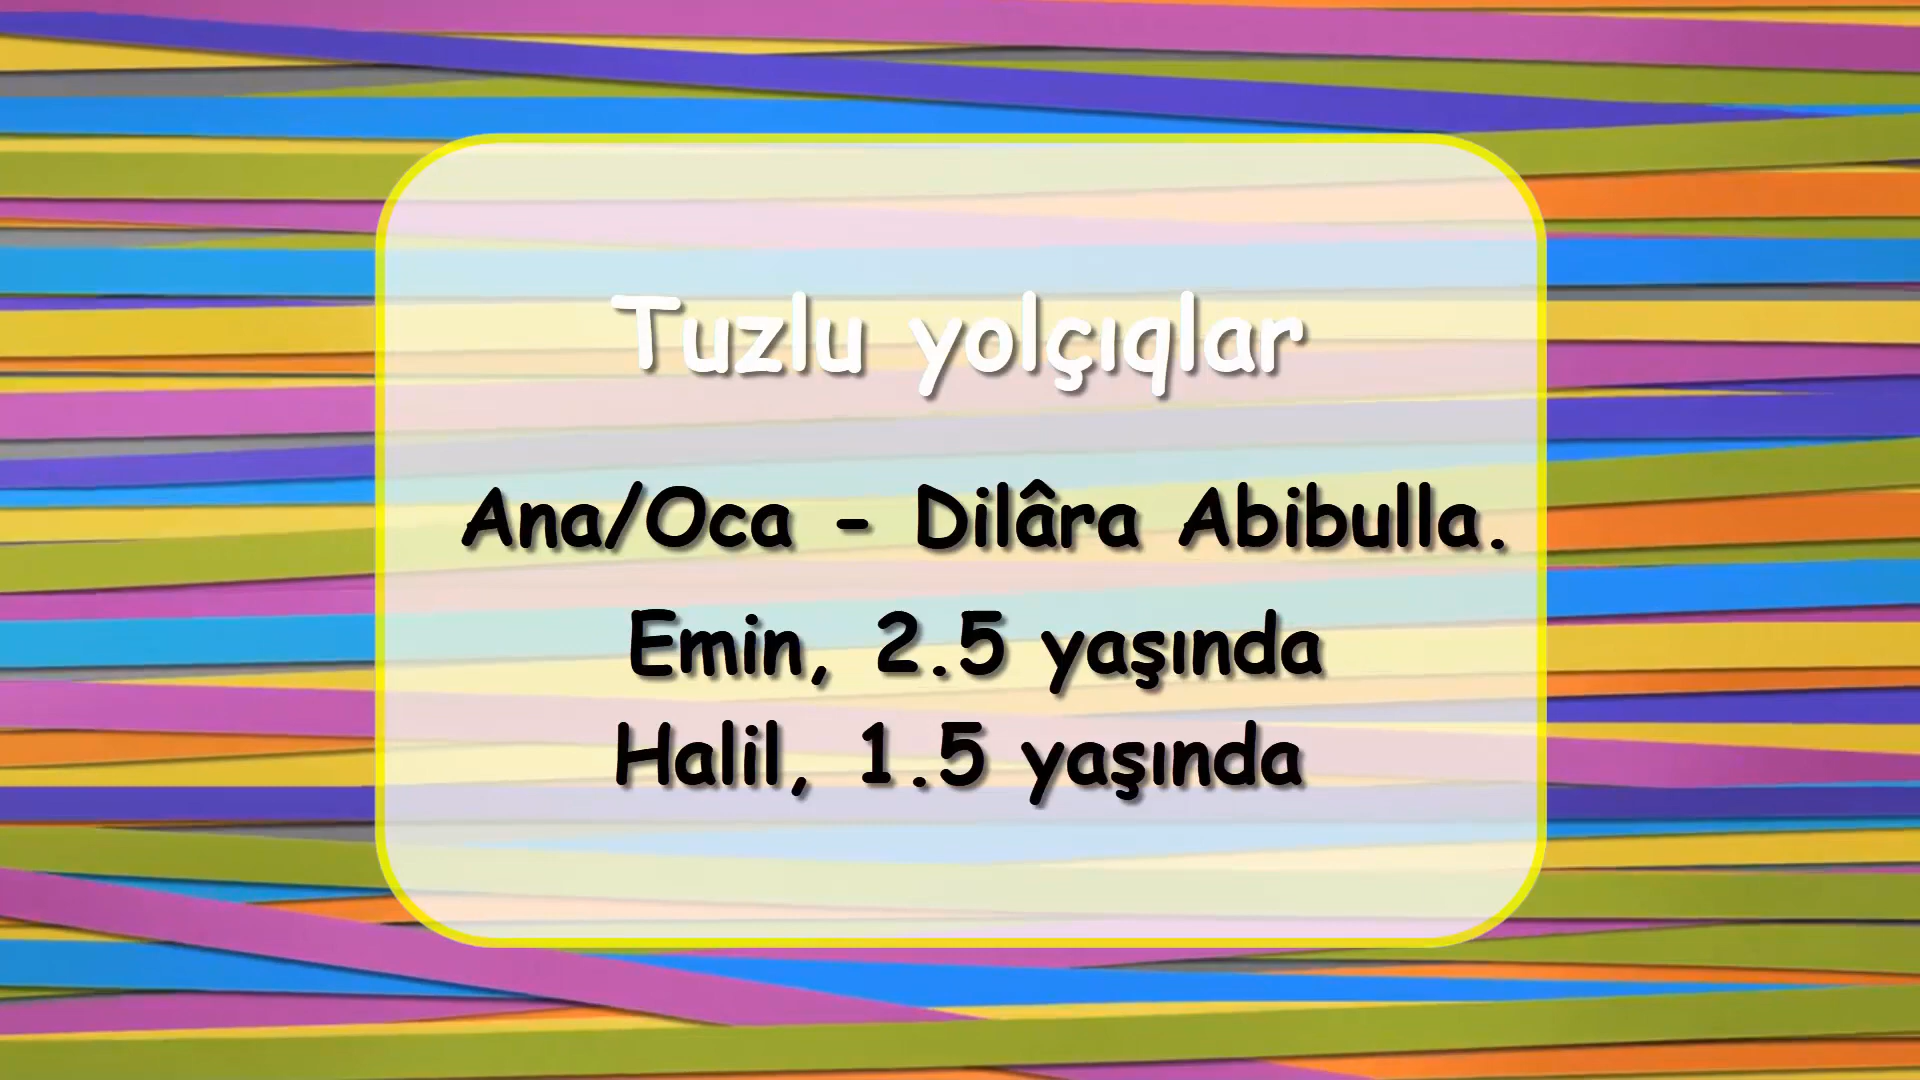 Tuzlu yolçıqlar
Ana/Oca - Dilâra Abibulla.
Emin, 2.5 yaşında
Halil, 1.5 yaşında